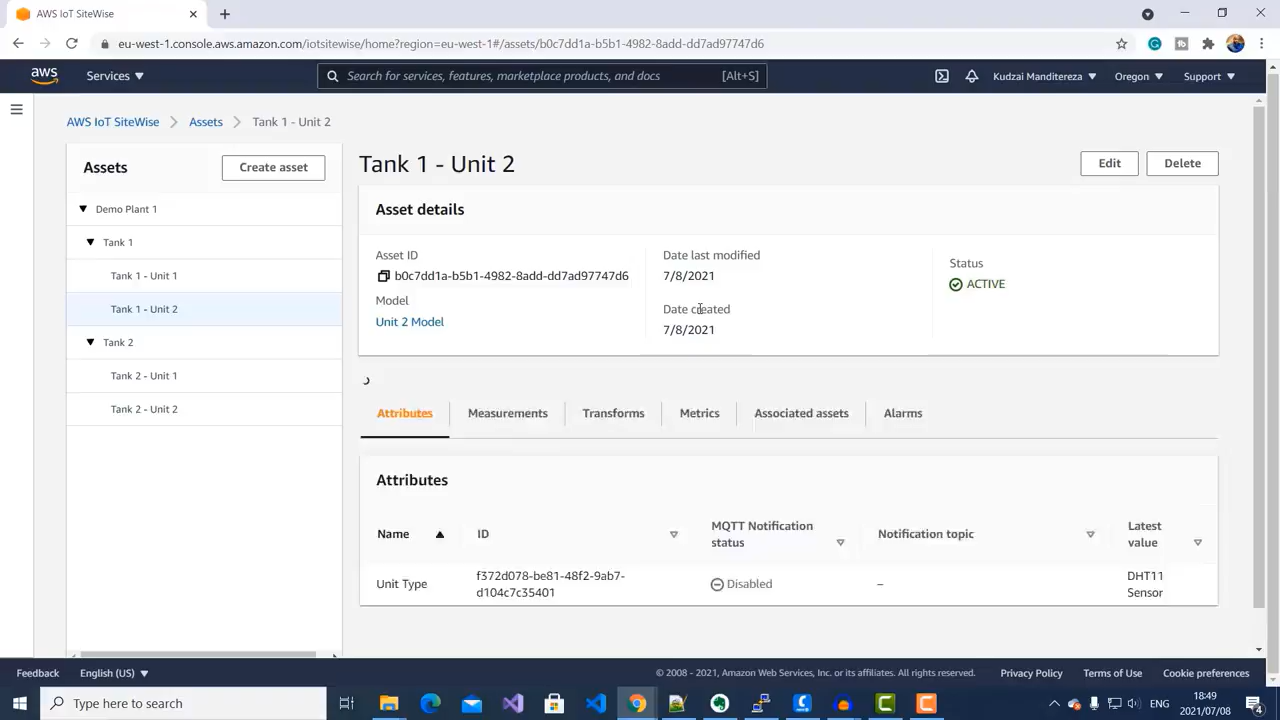 AWS IoT SiteWise
eu-west-1.console.aws.amazon.com/iotsitewise/home?region=eu-west-1#/assets/b0c7dd1a-b5b1-4982-8add-dd7ad97747d6
aws
Services
Search for services, features, marketplace products, and docs
[Alt+S]
Kudzai Manditereza
Oregon
Support
AWS IoT SiteWise
Assets
Tank 1 - Unit 2
Assets
Create asset
Demo Plant 1
Tank 1
Tank 1 - Unit 1
Tank 1 - Unit 2
Tank 2
Tank 2 - Unit 1
Tank 2 - Unit 2
Tank 1 - Unit 2
Edit
Delete
Asset details
Asset ID
b0c7dd1a-b5b1-4982-8add-dd7ad97747d6
Model
Unit 2 Model
Date last modified
7/8/2021
Date created
7/8/2021
Status
ACTIVE
Attributes
Measurements
Transforms
Metrics
Associated assets
Alarms
Attributes
Name
ID
MQTT Notification
status
Notification topic
Latest
value
Unit Type
f372d078-be81-48f2-9ab7-
d104c7c35401
Disabled
–
DHT11
Sensor
Feedback
English (US)
© 2008 - 2021, Amazon Web Services, Inc. or its affiliates. All rights reserved.
Privacy Policy
Terms of Use
Cookie preferences
Type here to search
ENG
18:49
2021/07/08
4